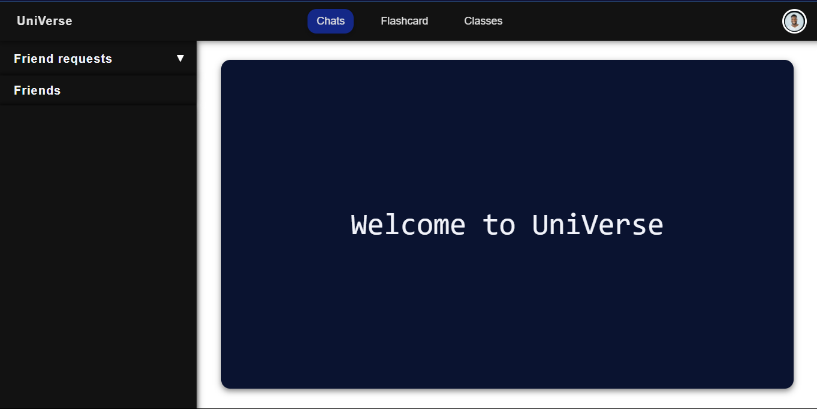 UniVerse
Chats
Flashcard
Classes
Friend requests ▼
Friends
Welcome to UniVerse